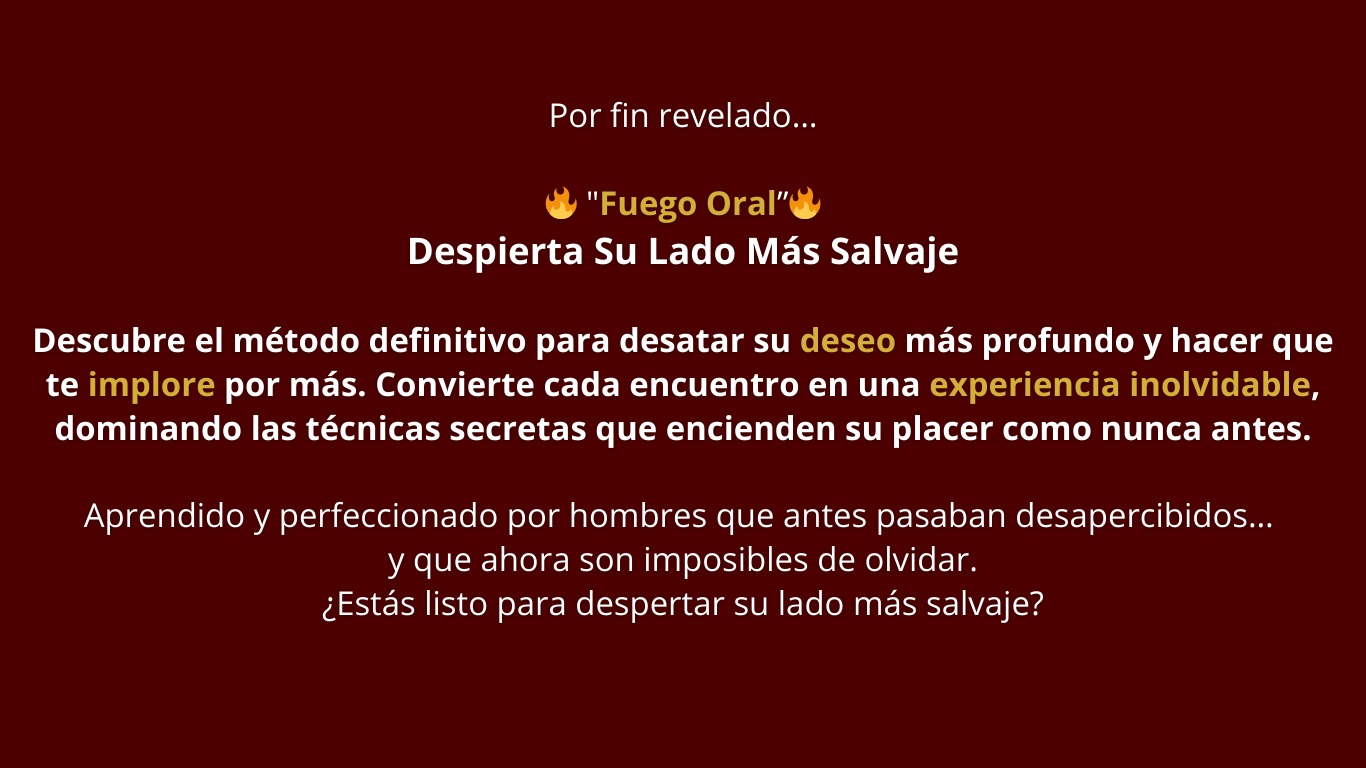 Por fin revelado...
🔥 "Fuego Oral”🔥
Despierta Su Lado Más Salvaje
Descubre el método definitivo para desatar su deseo más profundo y hacer que
te implore por más. Convierte cada encuentro en una experiencia inolvidable,
dominando las técnicas secretas que encienden su placer como nunca antes.
Aprendido y perfeccionado por hombres que antes pasaban desapercibidos...
y que ahora son imposibles de olvidar.
¿Estás listo para despertar su lado más salvaje?